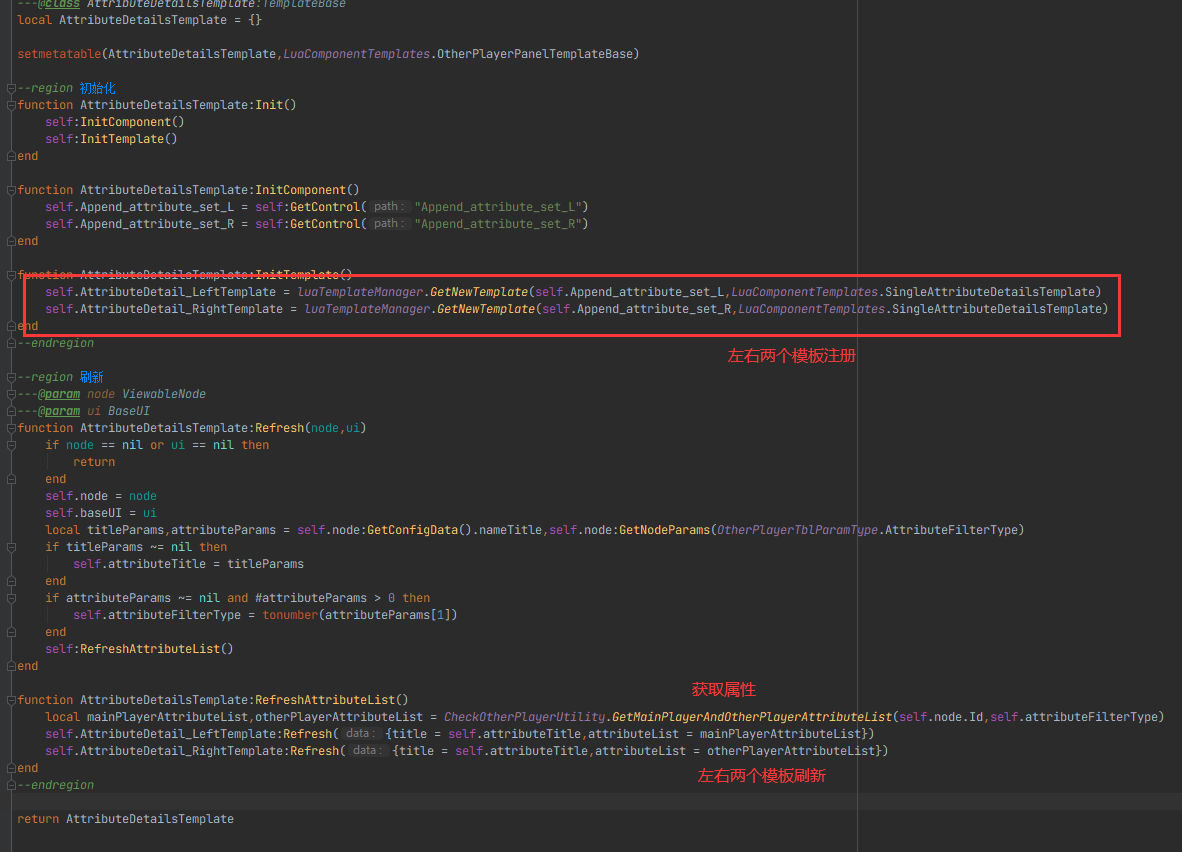 ---@class AttributeDetailsTemplate:TemplateBase
local AttributeDetailsTemplate = {}
setmetatable(AttributeDetailsTemplate,LuaComponentTemplates.OtherPlayerPanelTemplateBase)
--region 初始化
function AttributeDetailsTemplate:Init()
self:InitComponent()
self:InitTemplate()
end
function AttributeDetailsTemplate:InitComponent()
self.Append_attribute_set_L = self:GetControl( path: "Append_attribute_set_L")
self.Append_attribute_set_R = self:GetControl( path: "Append_attribute_set_R")
end
function AttributeDetailsTemplate:InitTemplate()
self.AttributeDetail_LeftTemplate = luaTemplateManager.GetNewTemplate(self.Append_attribute_set_L,LuaComponentTemplates.SingleAttributeDetailsTemplate)
self.AttributeDetail_RightTemplate = luaTemplateManager.GetNewTemplate(self.Append_attribute_set_R,LuaComponentTemplates.SingleAttributeDetailsTemplate)
end
--endregion
左右两个模板注册
--region 刷新
---@param node ViewableNode
---@param ui BaseUI
function AttributeDetailsTemplate:Refresh(node,ui)
if node == nil or ui == nil then
return
end
self.node = node
self.baseUI = ui
local titleParams,attributeParams = self.node:GetConfigData().nameTitle,self.node:GetNodeParams(OtherPlayerTblParamType.AttributeFilterType)
if titleParams ~= nil then
self.attributeTitle = titleParams
end
if attributeParams ~= nil and #attributeParams > 0 then
self.attributeFilterType = tonumber(attributeParams[1])
end
self:RefreshAttributeList()
end
获取属性
function AttributeDetailsTemplate:RefreshAttributeList()
local mainPlayerAttributeList,otherPlayerAttributeList = CheckOtherPlayerUtility.GetMainPlayerAndOtherPlayerAttributeList(self.node.Id,self.attributeFilterType)
self.AttributeDetail_LeftTemplate:Refresh( data: {title = self.attributeTitle,attributeList = mainPlayerAttributeList})
self.AttributeDetail_RightTemplate:Refresh( data: {title = self.attributeTitle,attributeList = otherPlayerAttributeList})
end
左右两个模板刷新
--endregion
return AttributeDetailsTemplate